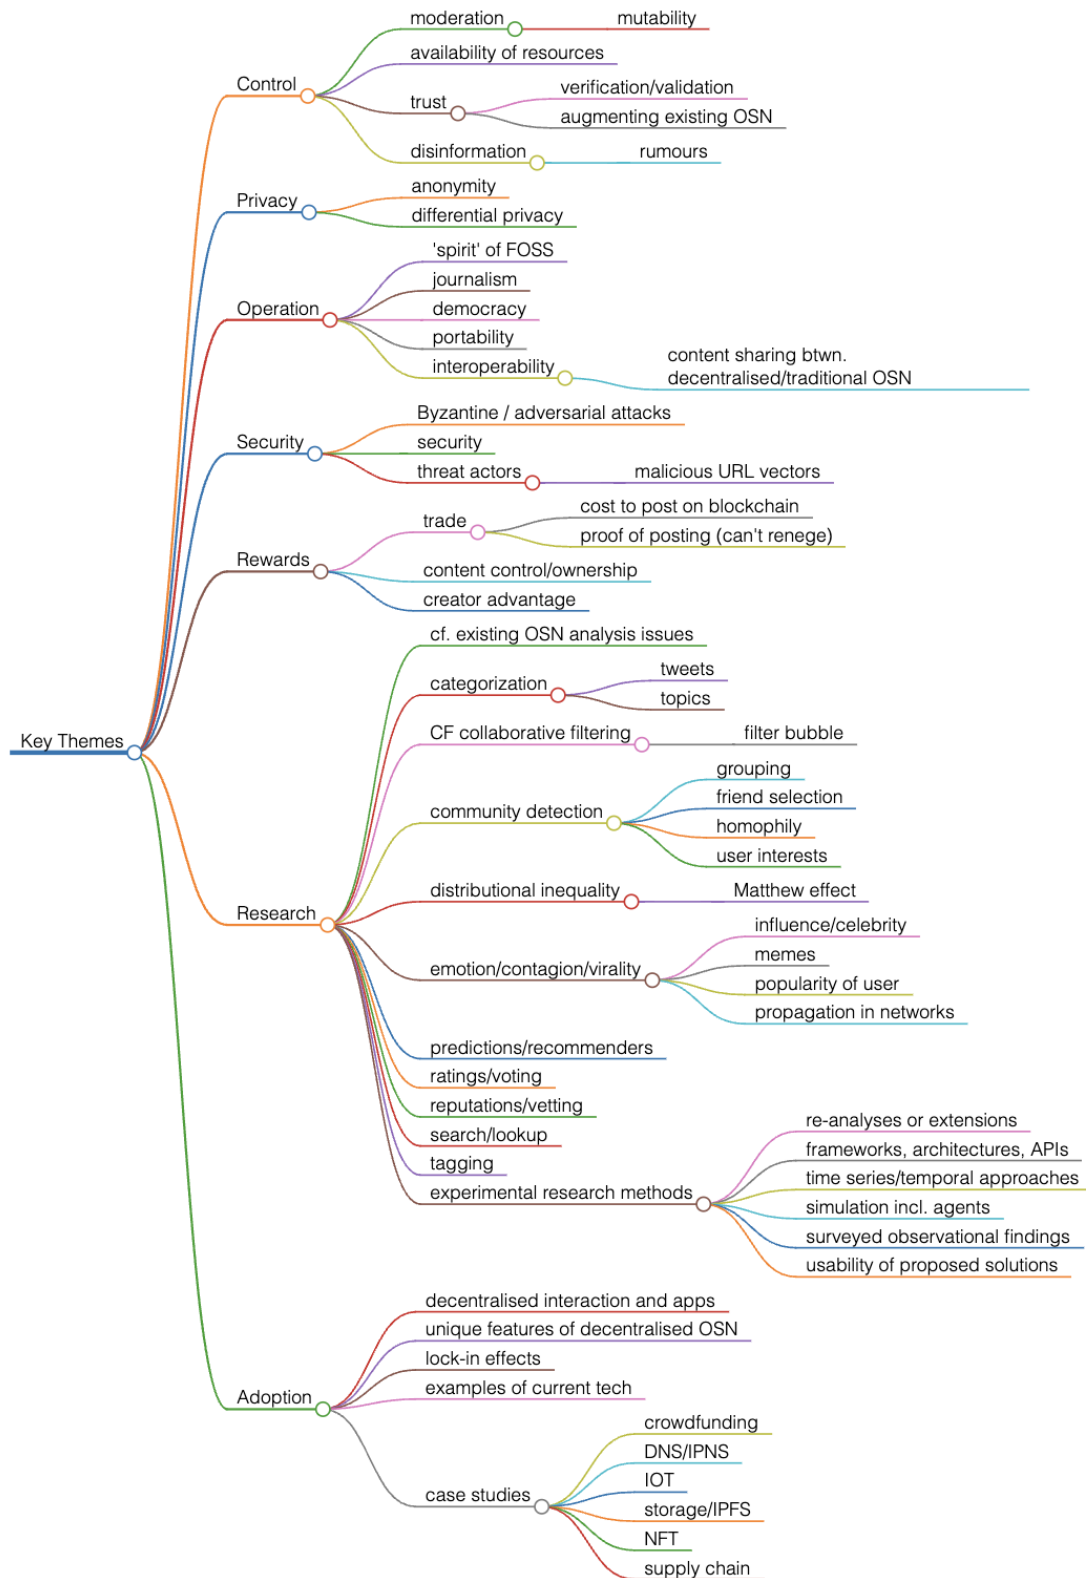 Key Themes
Control
moderation
mutability
availability of resources
trust
verification/validation
augmenting existing OSN
disinformation
rumours
Privacy
anonymity
differential privacy
Operation
'spirit' of FOSS
journalism
democracy
portability
interoperability
content sharing btwn.
decentralised/traditional OSN
Security
Byzantine / adversarial attacks
security
threat actors
malicious URL vectors
Rewards
trade
cost to post on blockchain
proof of posting (can't renege)
content control/ownership
creator advantage
Research
cf. existing OSN analysis issues
categorization
tweets
topics
CF collaborative filtering
filter bubble
community detection
grouping
friend selection
homophily
user interests
distributional inequality
Matthew effect
emotion/contagion/virality
influence/celebrity
memes
popularity of user
propagation in networks
predictions/recommenders
ratings/voting
reputations/vetting
search/lookup
tagging
experimental research methods
re-analyses or extensions
frameworks, architectures, APIs
time series/temporal approaches
simulation incl. agents
surveyed observational findings
usability of proposed solutions
Adoption
decentralised interaction and apps
unique features of decentralised OSN
lock-in effects
examples of current tech
case studies
crowdfunding
DNS/IPNS
IOT
storage/IPFS
NFT
supply chain